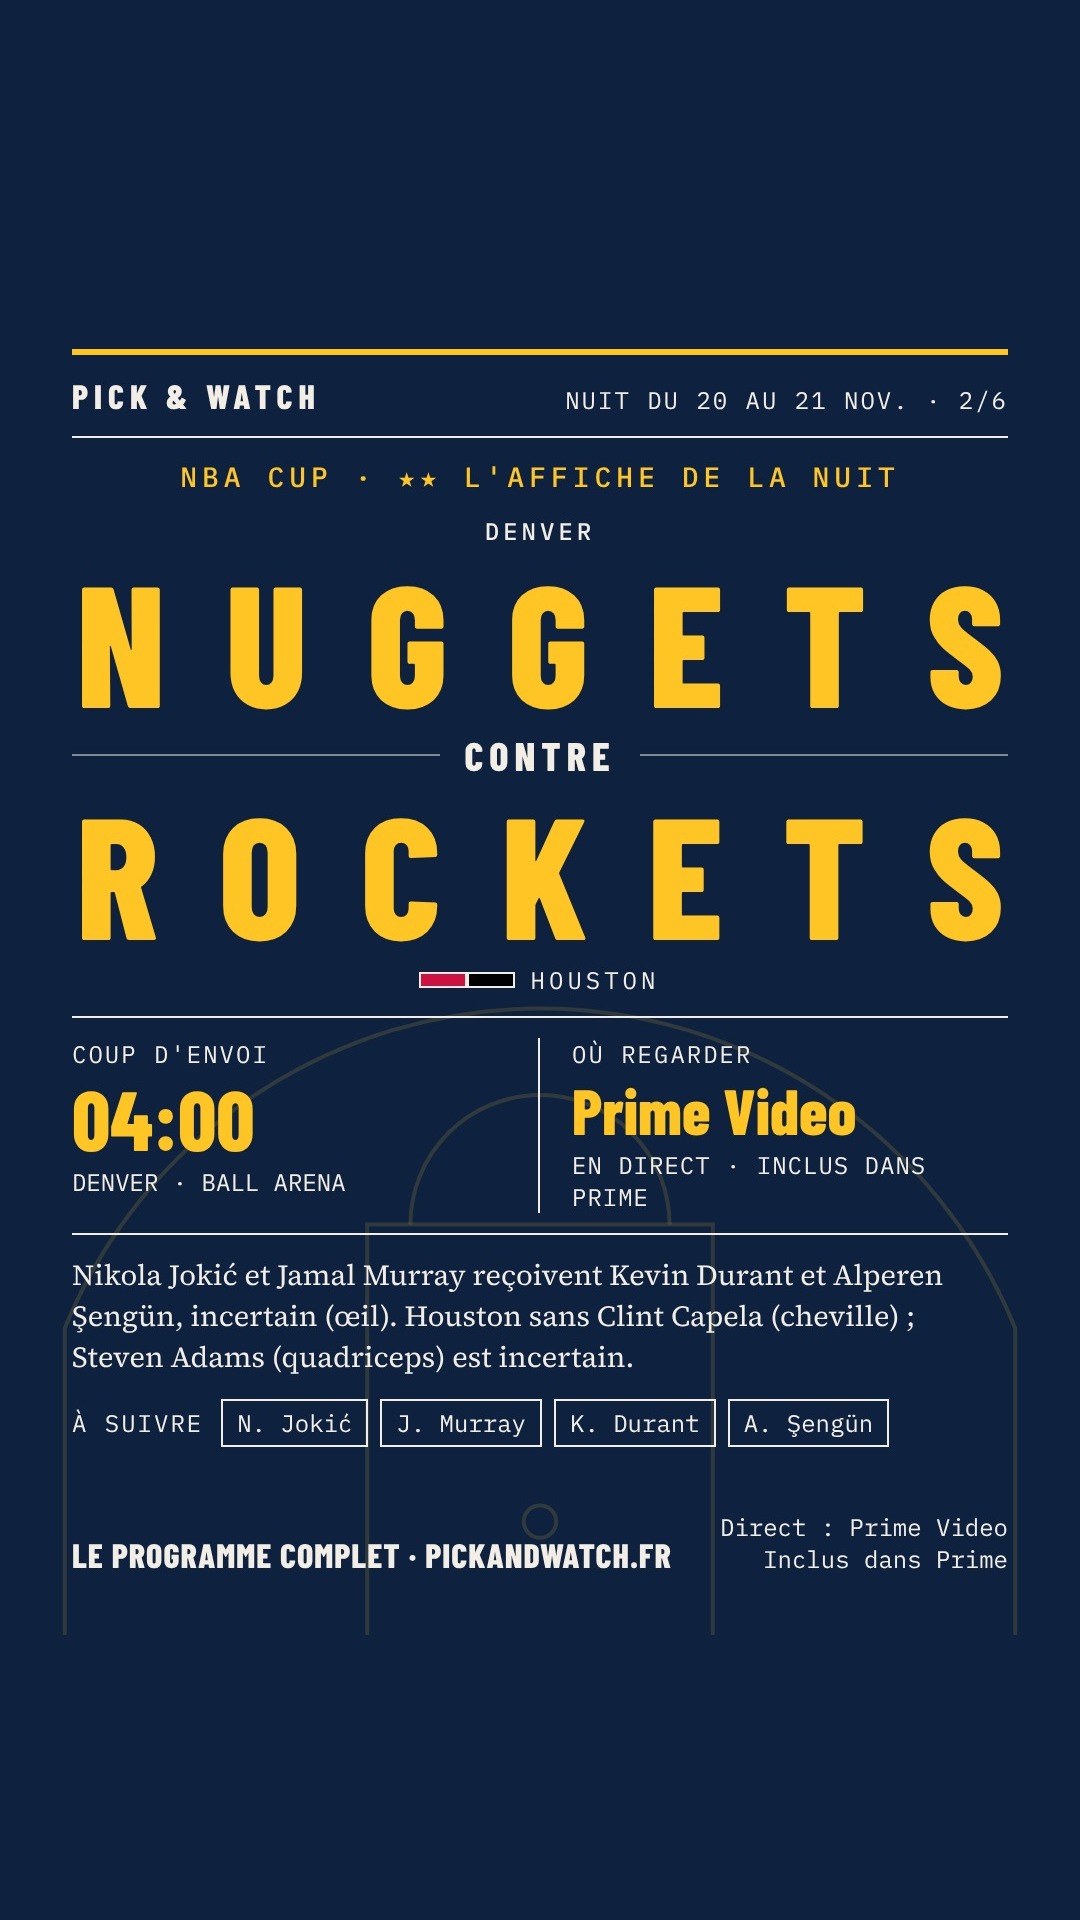 PICK & WATCH
NUIT DU 20 AU 21 NOV. · 2/6
NBA CUP · ★★ L'AFFICHE DE LA NUIT
DENVER
NUGGETS
CONTRE
ROCKETS
HOUSTON
COUP D'ENVOI
04:00
DENVER · BALL ARENA
OÙ REGARDER
Prime Video
EN DIRECT · INCLUS DANS
PRIME
Nikola Jokić et Jamal Murray reçoivent Kevin Durant et Alperen
Şengün, incertain (œil). Houston sans Clint Capela (cheville) ;
Steven Adams (quadriceps) est incertain.
À SUIVRE N. Jokić J. Murray K. Durant A. Şengün
LE PROGRAMME COMPLET · PICKANDWATCH.FR
Direct : Prime Video
Inclus dans Prime